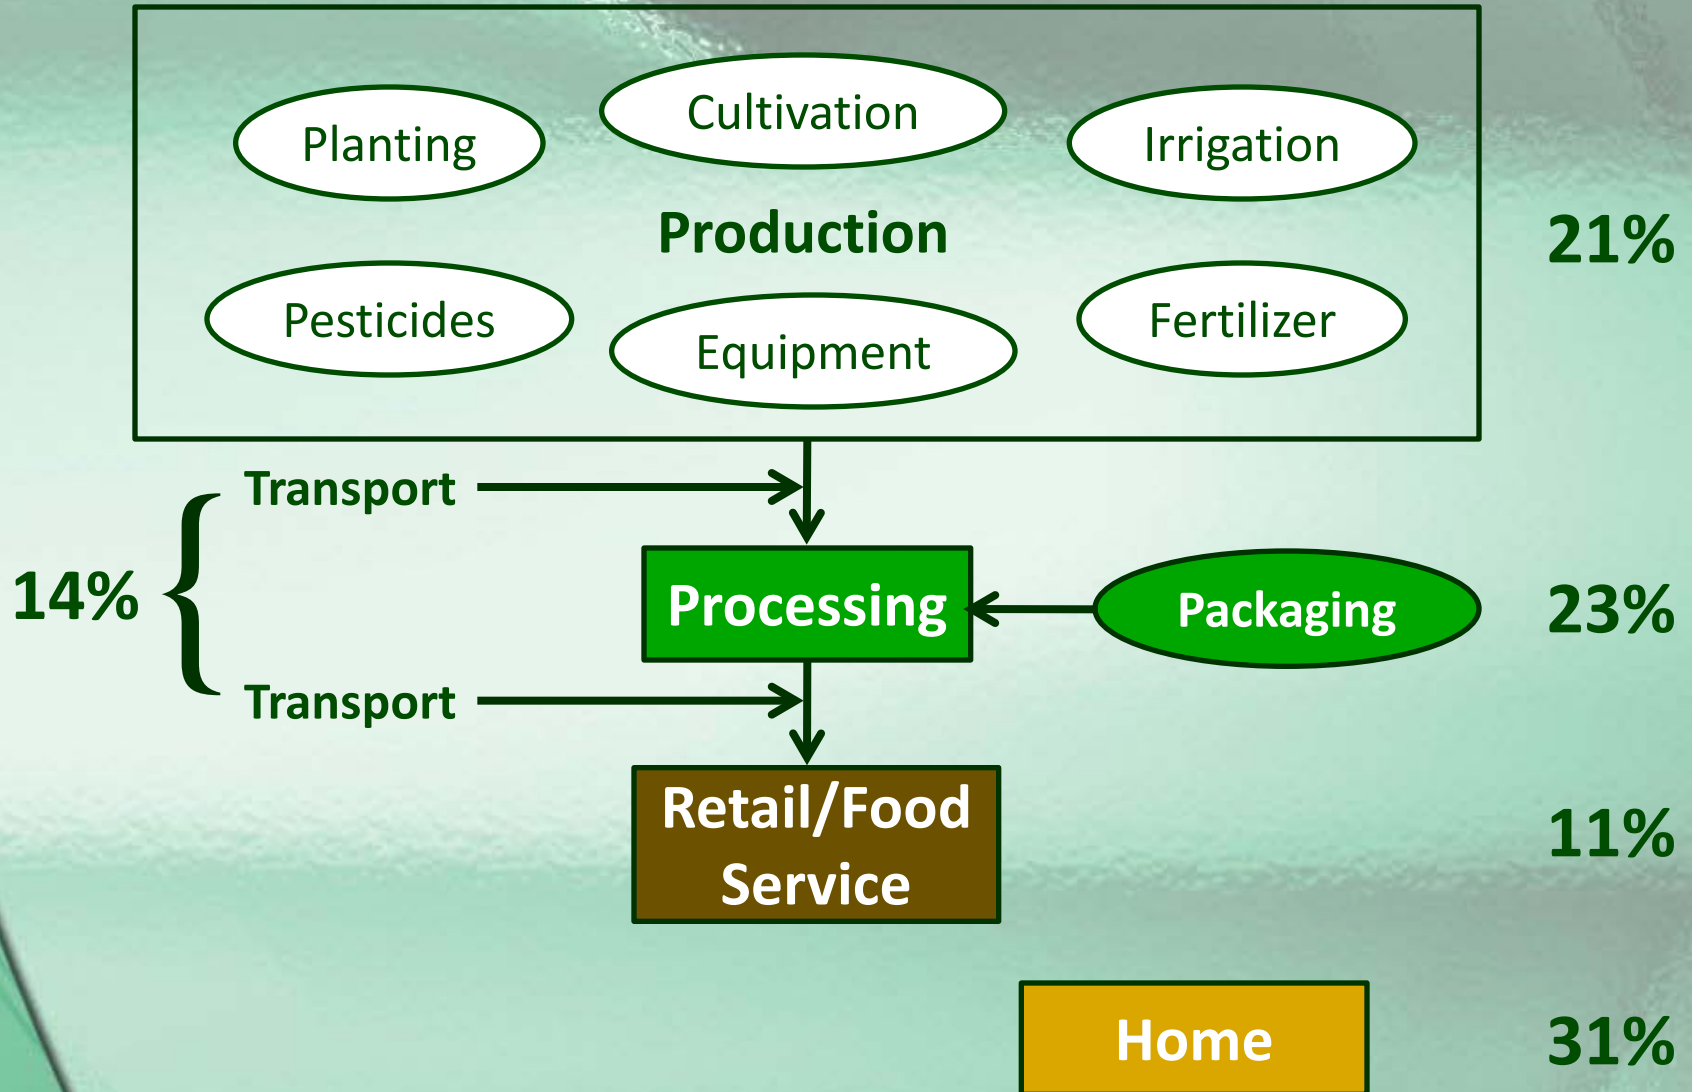 Planting
Cultivation
Irrigation
Production
21%
Pesticides
Equipment
Fertilizer
Transport
14%
{
Processing
Packaging
23%
Transport
Retail/Food
Service
11%
Home
31%